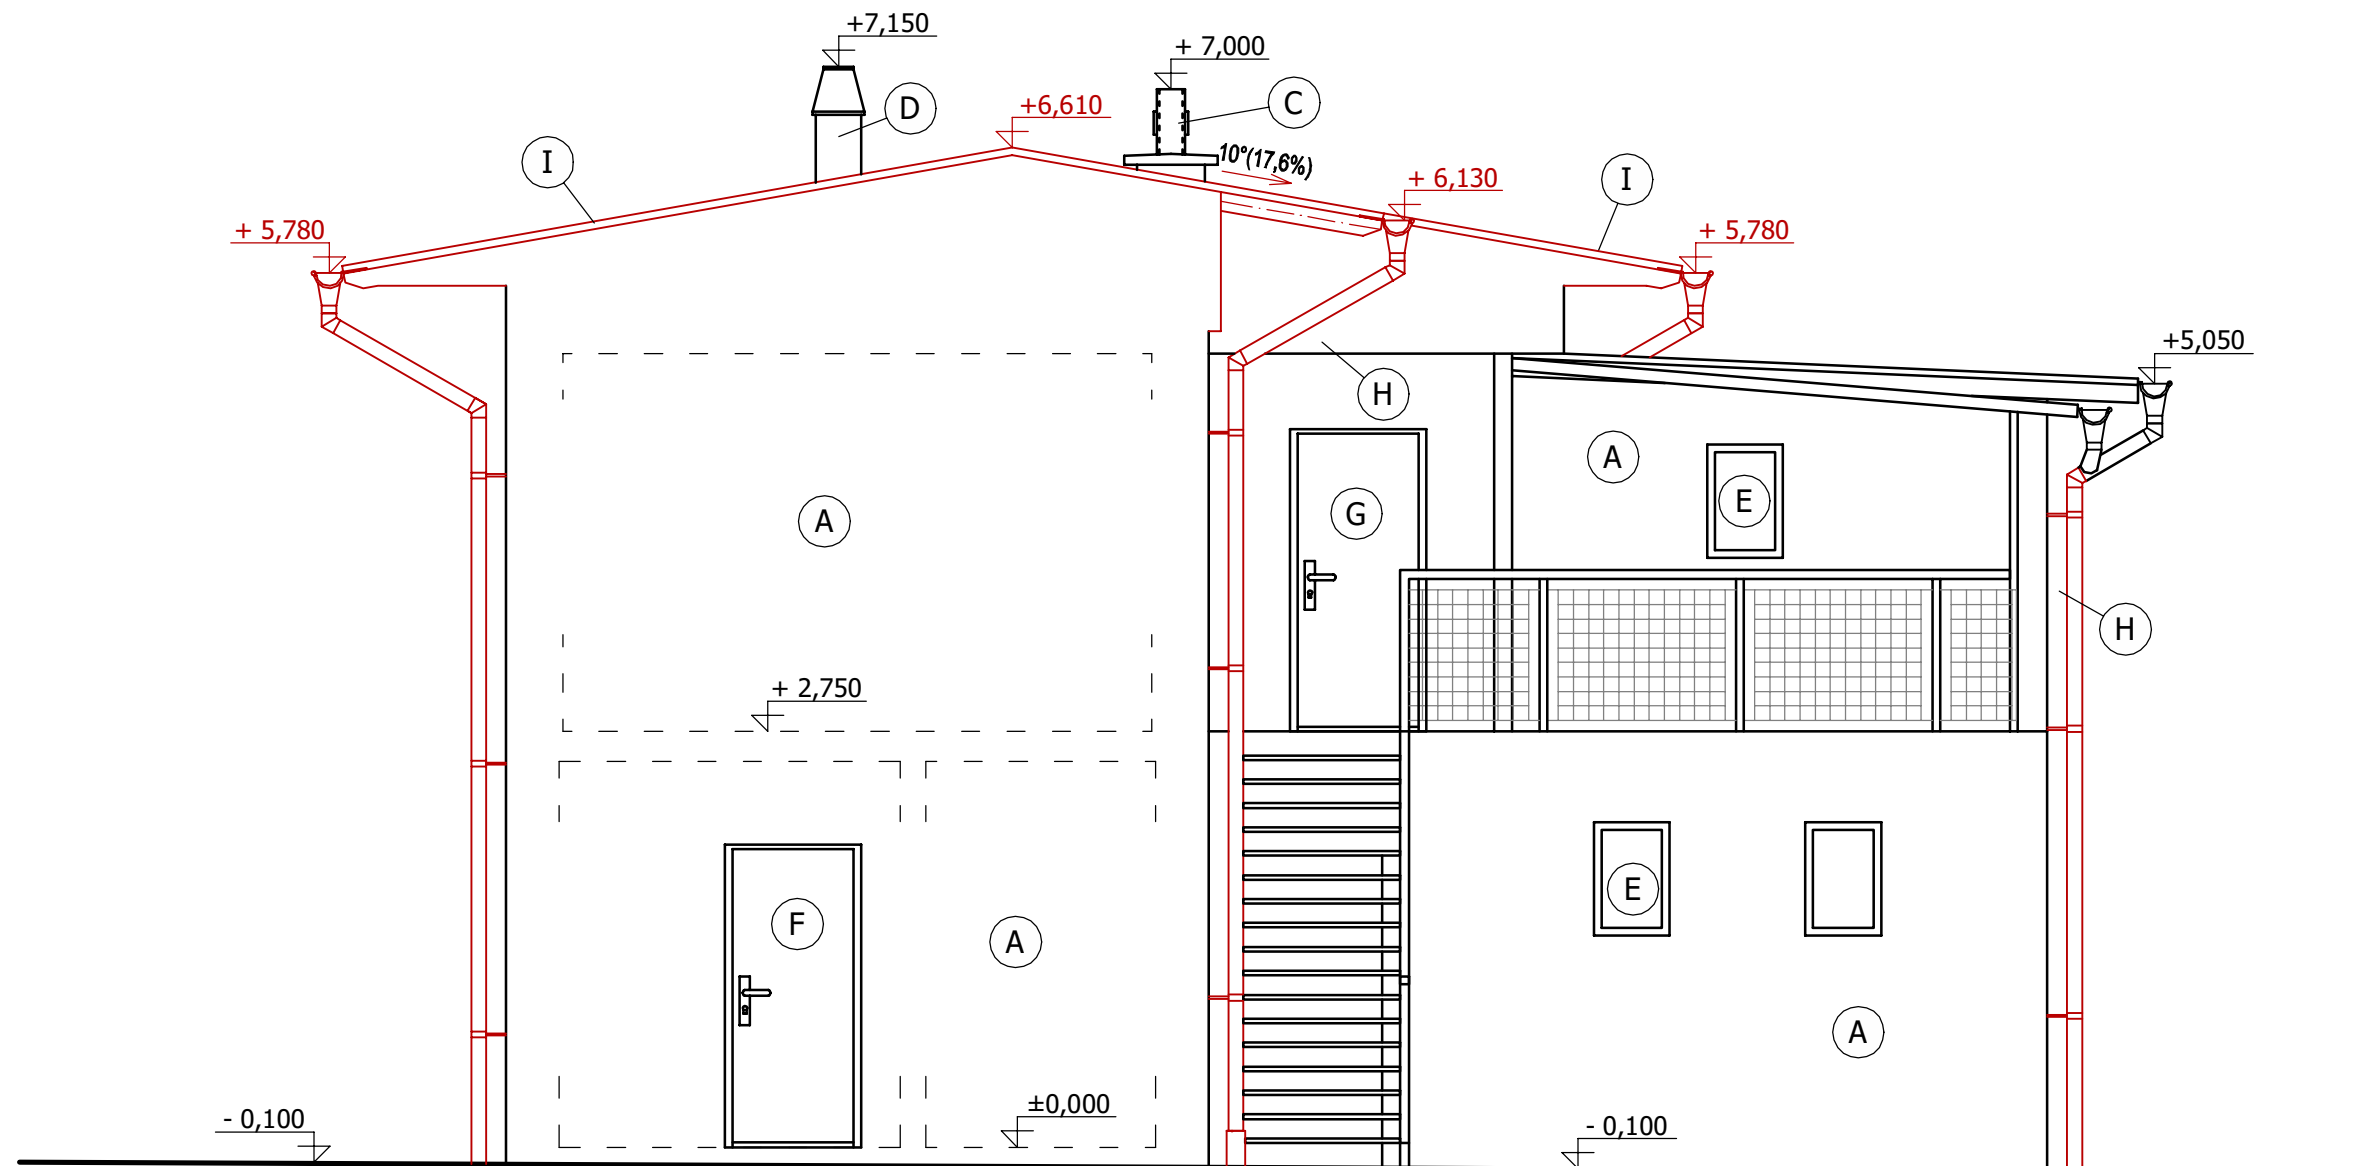 +7,150
+ 7,000
D
C
+6,610
I
10°(17,6%)
+ 6,130
I
+ 5,780
+ 5,780
+5,050
H
A
G
E
A
H
+ 2,750
F
E
A
A
- 0,100
±0,000
- 0,100